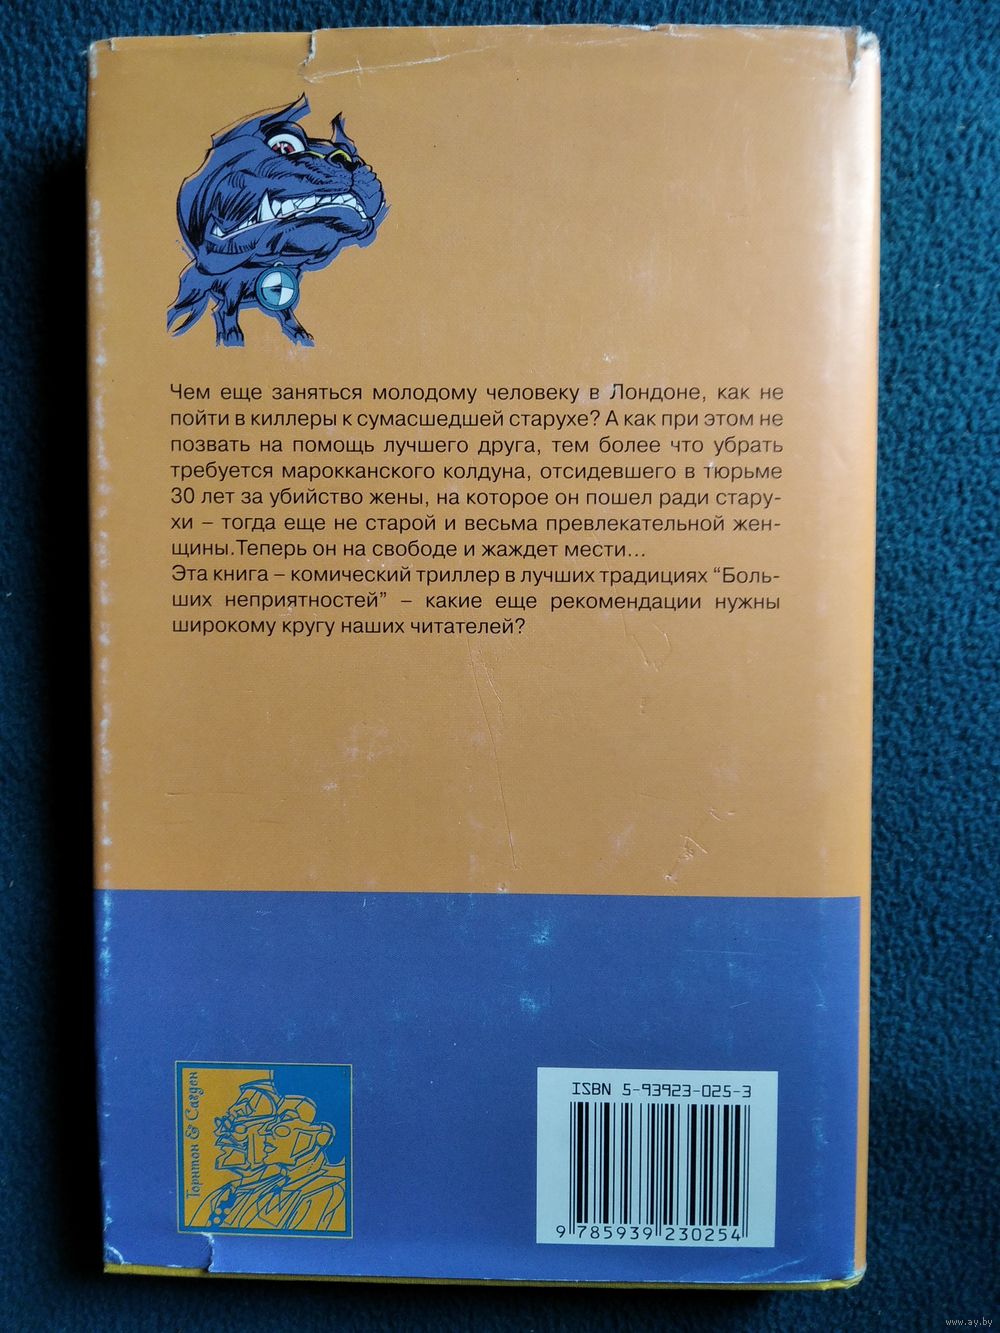 Чем еще заняться молодому человеку в Лондоне, как не
пойти в киллеры к сумасшедшей старухе? А как при этом не
позвать на помощь лучшего друга, тем более что убрать
требуется марокканского колдуна, отсидевшего в тюрьме
30 лет за убийство жены, на которое он пошел ради стару-
хи – тогда еще не старой и весьма превлекательной жен-
щины.Теперь он на свободе и жаждет мести...
Эта книга – комический триллер в лучших традициях “Боль-
ших неприятностей” – какие еще рекомендации нужны
широкому кругу наших читателей?
Торнтон & Сагден
ISBN 5-93923-025-3
9 785939 230254
www.ay.by